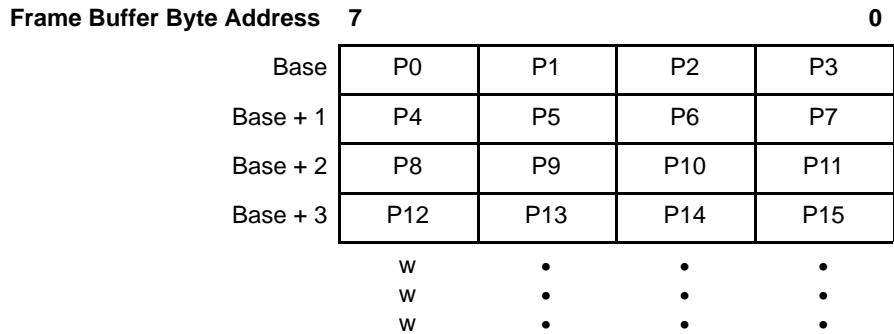 Frame Buffer Byte Address 7 0
Base P0 P1 P2 P3
Base + 1 P4 P5 P6 P7
Base + 2 P8 P9 P10 P11
Base + 3 P12 P13 P14 P15
w • • •
w • • •
w • • •